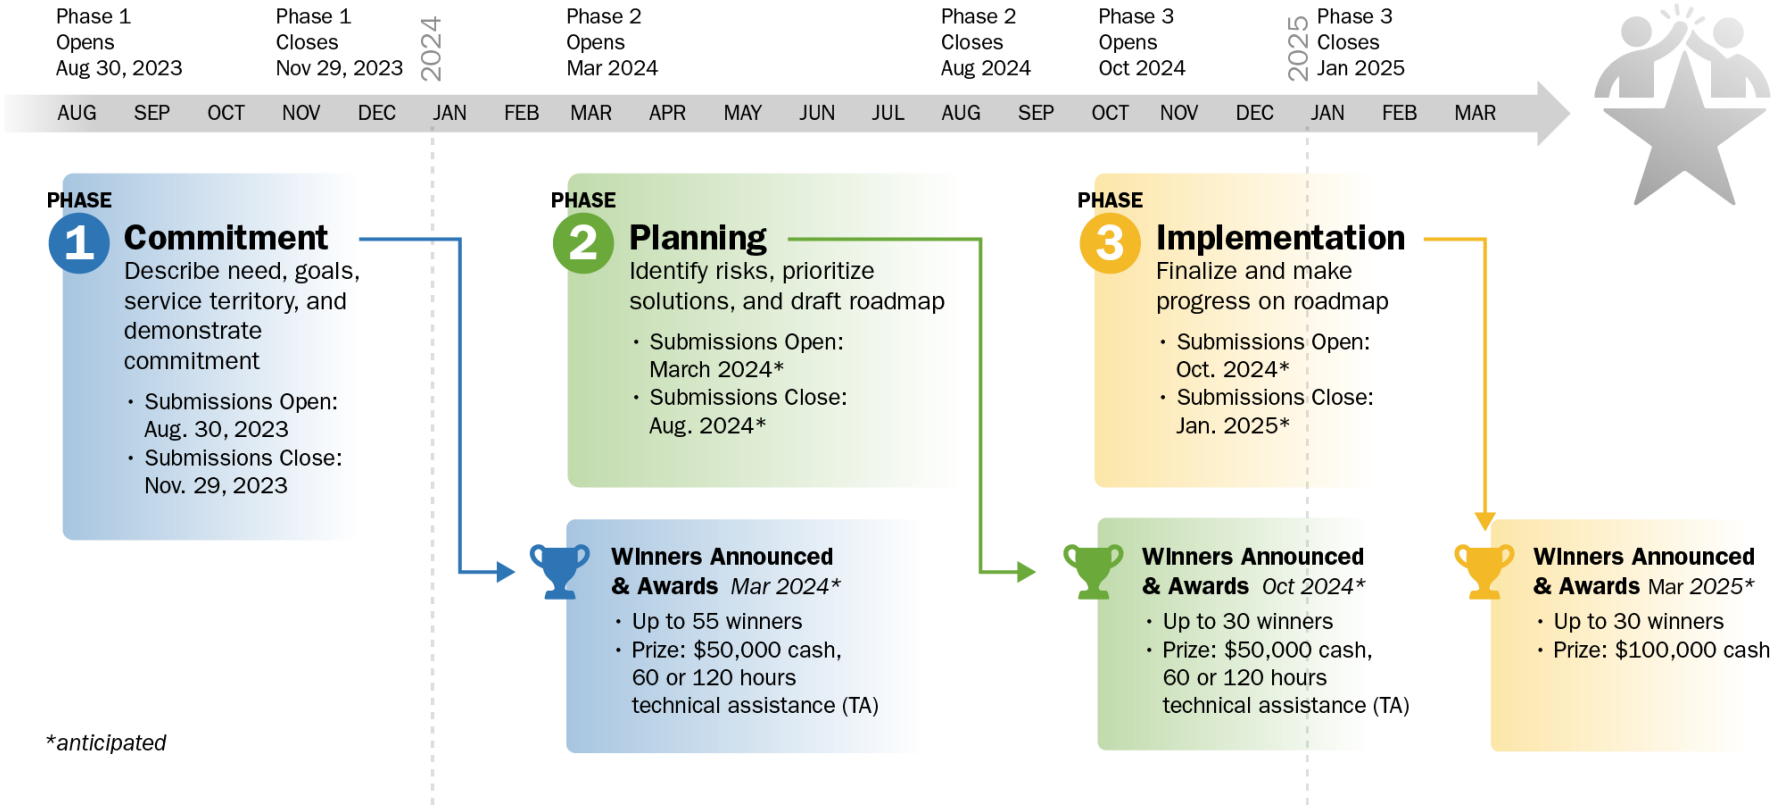 Phase 1
Opens
Aug 30, 2023
Phase 1
Closes
Nov 29, 2023
2024
Phase 2
Opens
Mar 2024
Phase 2
Closes
Aug 2024
Phase 3
Opens
Oct 2024
2025
Phase 3
Closes
Jan 2025
AUG SEP OCT NOV DEC JAN FEB MAR APR MAY JUN JUL AUG SEP OCT NOV DEC JAN FEB MAR
PHASE
1
Commitment
Describe need, goals,
service territory, and
demonstrate
commitment
• Submissions Open:
Aug. 30, 2023
• Submissions Close:
Nov. 29, 2023
PHASE
2
Planning
Identify risks, prioritize
solutions, and draft roadmap
• Submissions Open:
March 2024*
• Submissions Close:
Aug. 2024*
PHASE
3
Implementation
Finalize and make
progress on roadmap
• Submissions Open:
Oct. 2024*
• Submissions Close:
Jan. 2025*
WInners Announced
& Awards Mar 2024*
• Up to 55 winners
• Prize: $50,000 cash,
60 or 120 hours
technical assistance (TA)
WInners Announced
& Awards Oct 2024*
• Up to 30 winners
• Prize: $50,000 cash,
60 or 120 hours
technical assistance (TA)
WInners Announced
& Awards Mar 2025*
• Up to 30 winners
• Prize: $100,000 cash
*anticipated